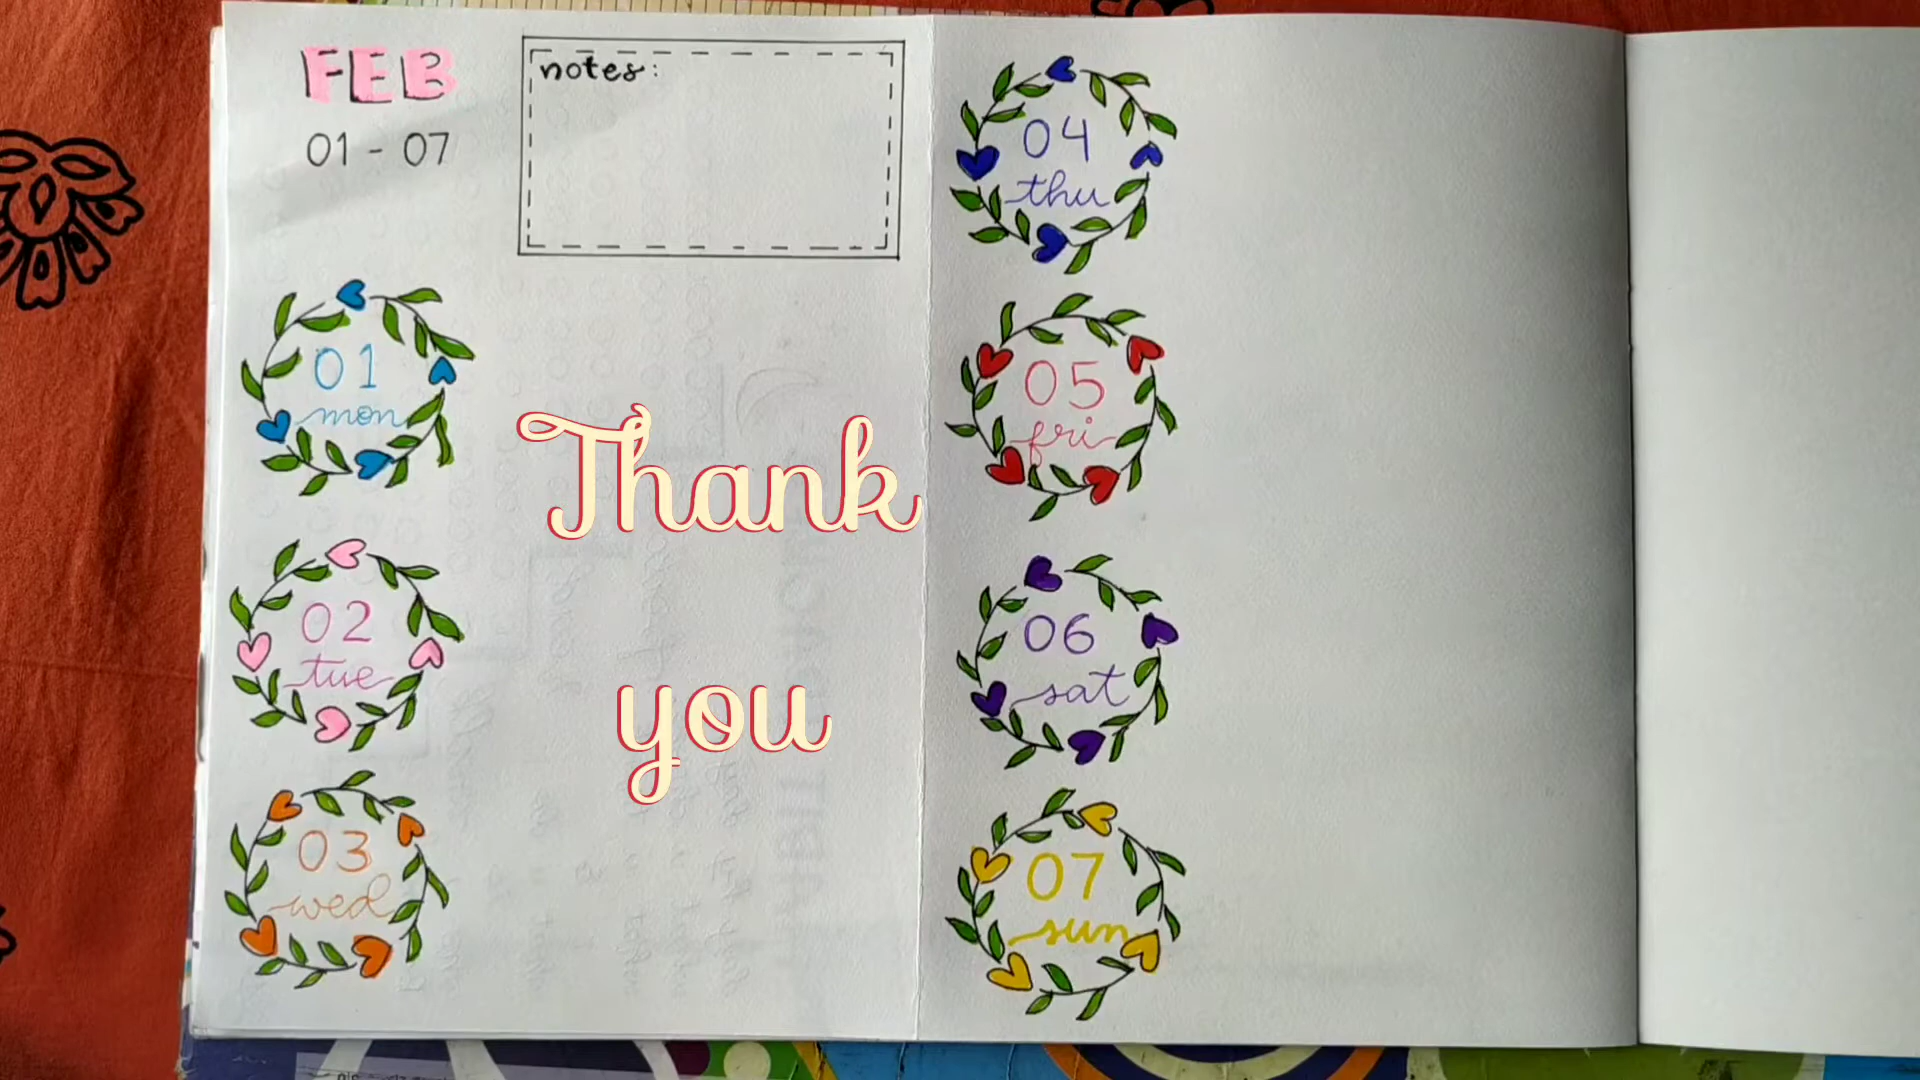 FEB
01 - 07
notes:
01
mon
02
tue
03
wed
Thank
you
04
thu
05
fri
06
sat
07
sun